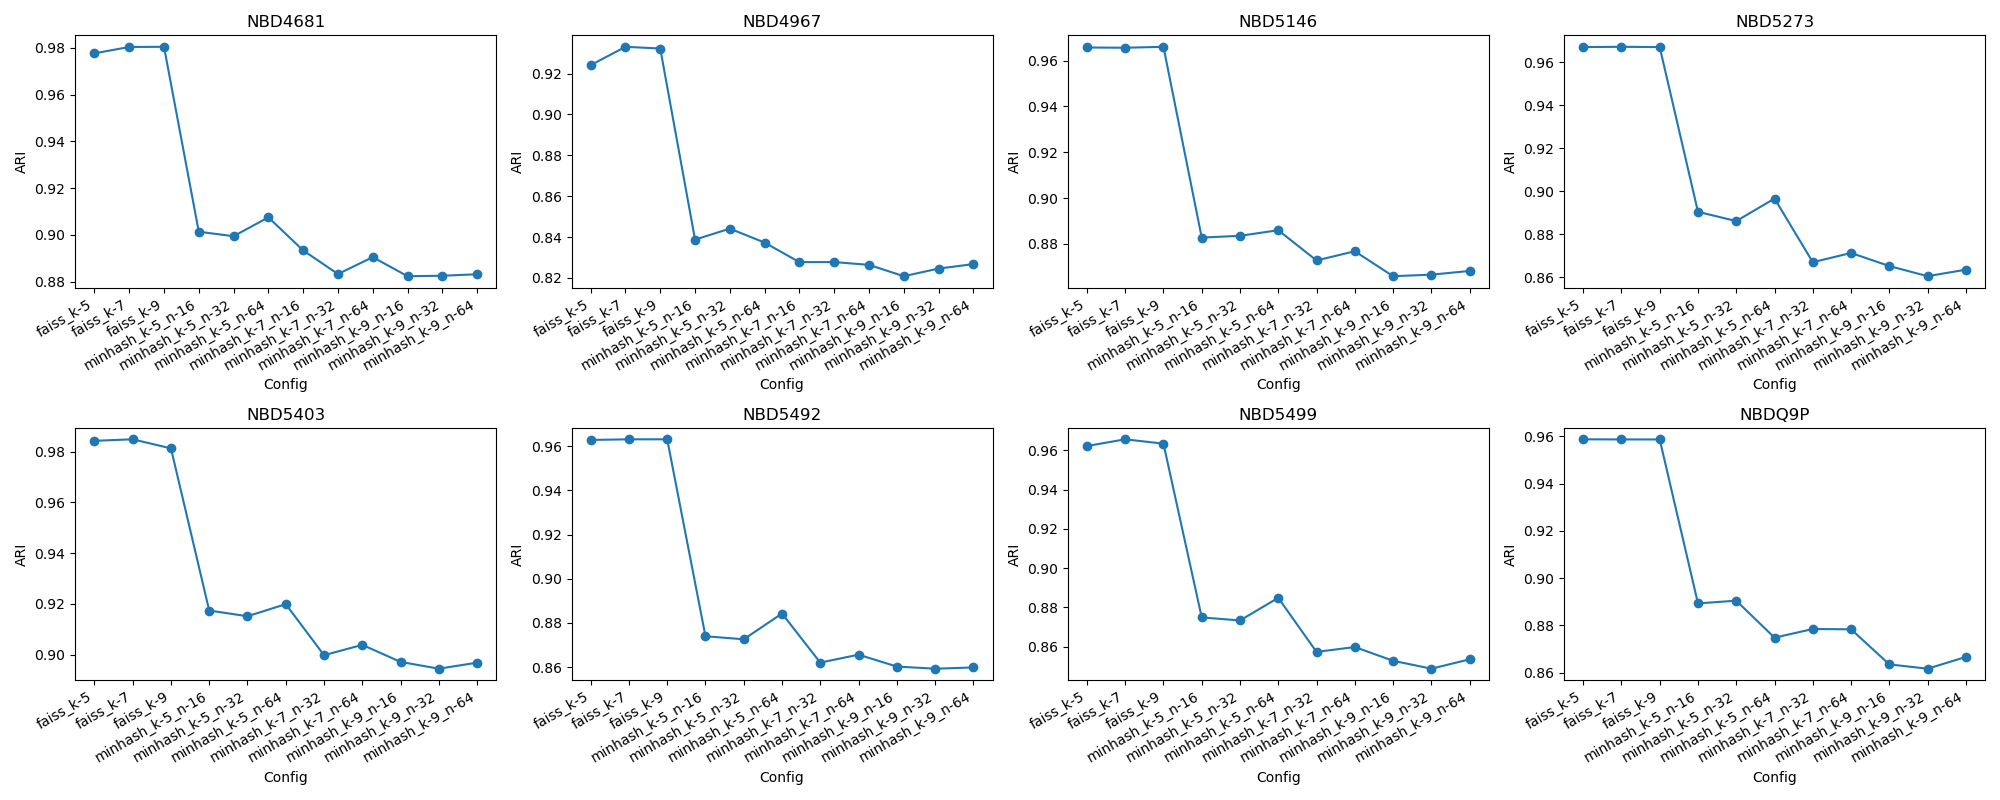 NBD4681
0.98
0.96
0.94
0.92
0.90
0.88
ARI
faiss_k-5
faiss_k-7
faiss_k-9
minhash_k-5_n-16
minhash_k-5_n-32
minhash_k-5_n-64
minhash_k-7_n-16
minhash_k-7_n-32
minhash_k-7_n-64
minhash_k-9_n-16
minhash_k-9_n-32
minhash_k-9_n-64
Config
NBD4967
0.92
0.90
0.88
0.86
0.84
0.82
ARI
faiss_k-5
faiss_k-7
faiss_k-9
minhash_k-5_n-16
minhash_k-5_n-32
minhash_k-5_n-64
minhash_k-7_n-16
minhash_k-7_n-32
minhash_k-7_n-64
minhash_k-9_n-16
minhash_k-9_n-32
minhash_k-9_n-64
Config
NBD5146
0.96
0.94
0.92
0.90
0.88
ARI
faiss_k-5
faiss_k-7
faiss_k-9
minhash_k-5_n-16
minhash_k-5_n-32
minhash_k-5_n-64
minhash_k-7_n-32
minhash_k-7_n-64
minhash_k-9_n-16
minhash_k-9_n-32
minhash_k-9_n-64
Config
NBD5273
0.96
0.94
0.92
0.90
0.88
0.86
ARI
faiss_k-5
faiss_k-7
faiss_k-9
minhash_k-5_n-16
minhash_k-5_n-32
minhash_k-5_n-64
minhash_k-7_n-32
minhash_k-7_n-64
minhash_k-9_n-16
minhash_k-9_n-32
minhash_k-9_n-64
Config
NBD5403
0.98
0.96
0.94
0.92
0.90
ARI
faiss_k-5
faiss_k-7
faiss_k-9
minhash_k-5_n-16
minhash_k-5_n-32
minhash_k-5_n-64
minhash_k-7_n-32
minhash_k-7_n-64
minhash_k-9_n-16
minhash_k-9_n-32
minhash_k-9_n-64
Config
NBD5492
0.96
0.94
0.92
0.90
0.88
0.86
ARI
faiss_k-5
faiss_k-7
faiss_k-9
minhash_k-5_n-16
minhash_k-5_n-32
minhash_k-5_n-64
minhash_k-7_n-32
minhash_k-7_n-64
minhash_k-9_n-16
minhash_k-9_n-32
minhash_k-9_n-64
Config
NBD5499
0.96
0.94
0.92
0.90
0.88
0.86
ARI
faiss_k-5
faiss_k-7
faiss_k-9
minhash_k-5_n-16
minhash_k-5_n-32
minhash_k-5_n-64
minhash_k-7_n-32
minhash_k-7_n-64
minhash_k-9_n-16
minhash_k-9_n-32
minhash_k-9_n-64
Config
NBDQ9P
0.96
0.94
0.92
0.90
0.88
0.86
ARI
faiss_k-5
faiss_k-7
faiss_k-9
minhash_k-5_n-16
minhash_k-5_n-32
minhash_k-5_n-64
minhash_k-7_n-32
minhash_k-7_n-64
minhash_k-9_n-16
minhash_k-9_n-32
minhash_k-9_n-64
Config